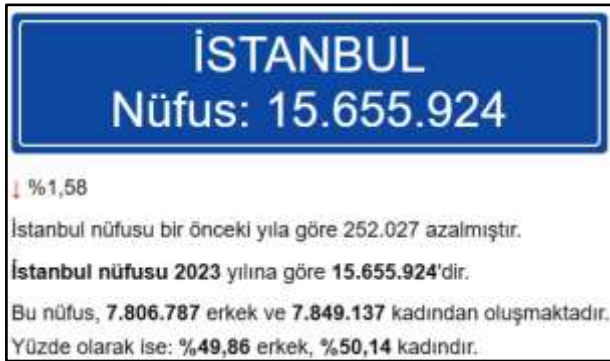 İSTANBUL
Nüfus: 15.655.924
↓ %1,58
İstanbul nüfusu bir önceki yıla göre 252.027 azalmıştır.
İstanbul nüfusu 2023 yılına göre 15.655.924'dir.
Bu nüfus, 7.806.787 erkek ve 7.849.137 kadından oluşmaktadır.
Yüzde olarak ise: %49,86 erkek, %50,14 kadındır.